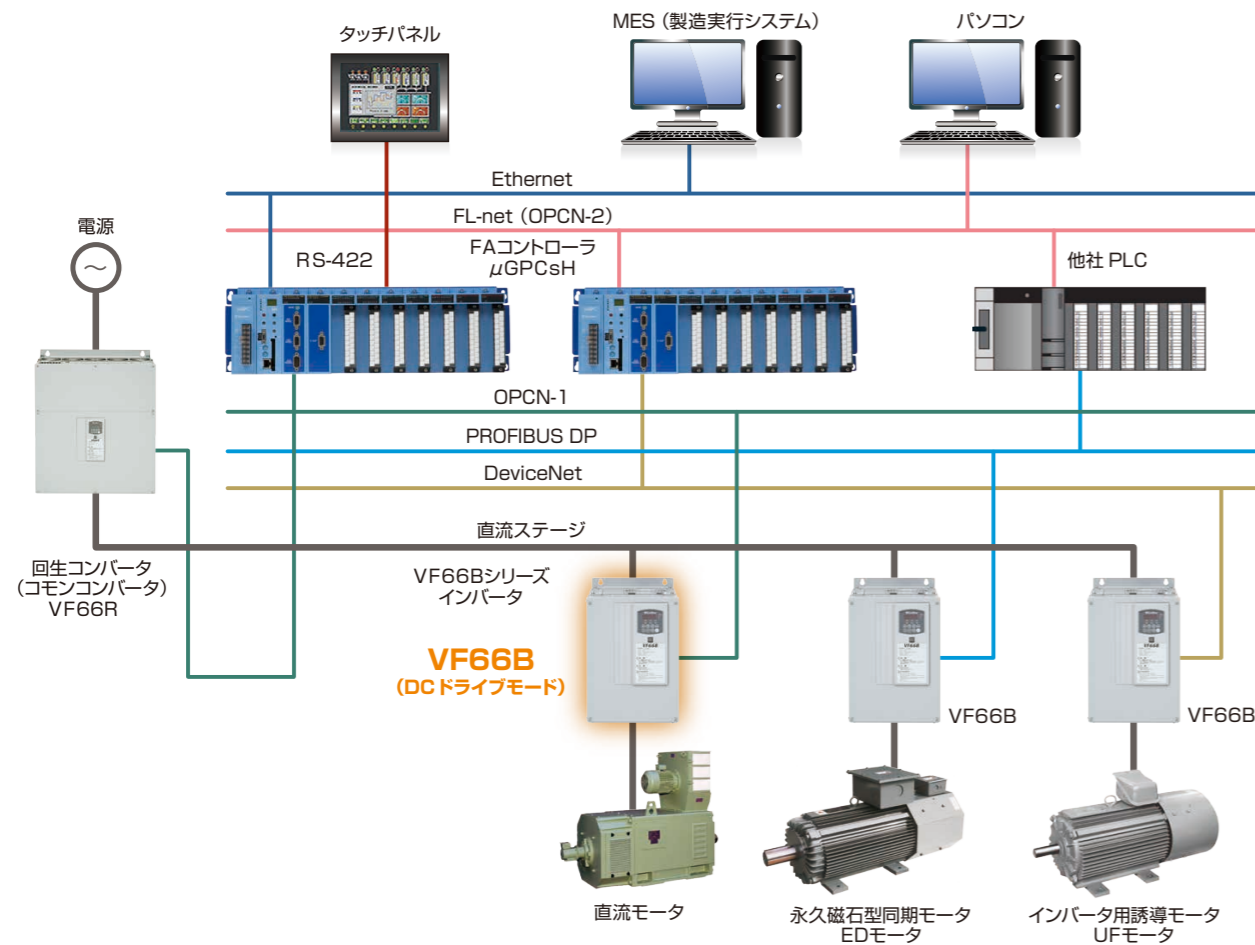 タッチパネル
MES（製造実行システム）
パソコン
Ethernet
FL-net（OPCN-2）
電源
RS-422
FAコントローラ
μGPCsH
他社 PLC
OPCN-1
PROFIBUS DP
DeviceNet
直流ステージ
回生コンバータ
（コモンコンバータ）
VF66R
VF66Bシリーズ
インバータ
VF66B
（DCドライブモード）
VF66B
VF66B
直流モータ
永久磁石型同期モータ
EDモータ
インバータ用誘導モータ
UFモータ